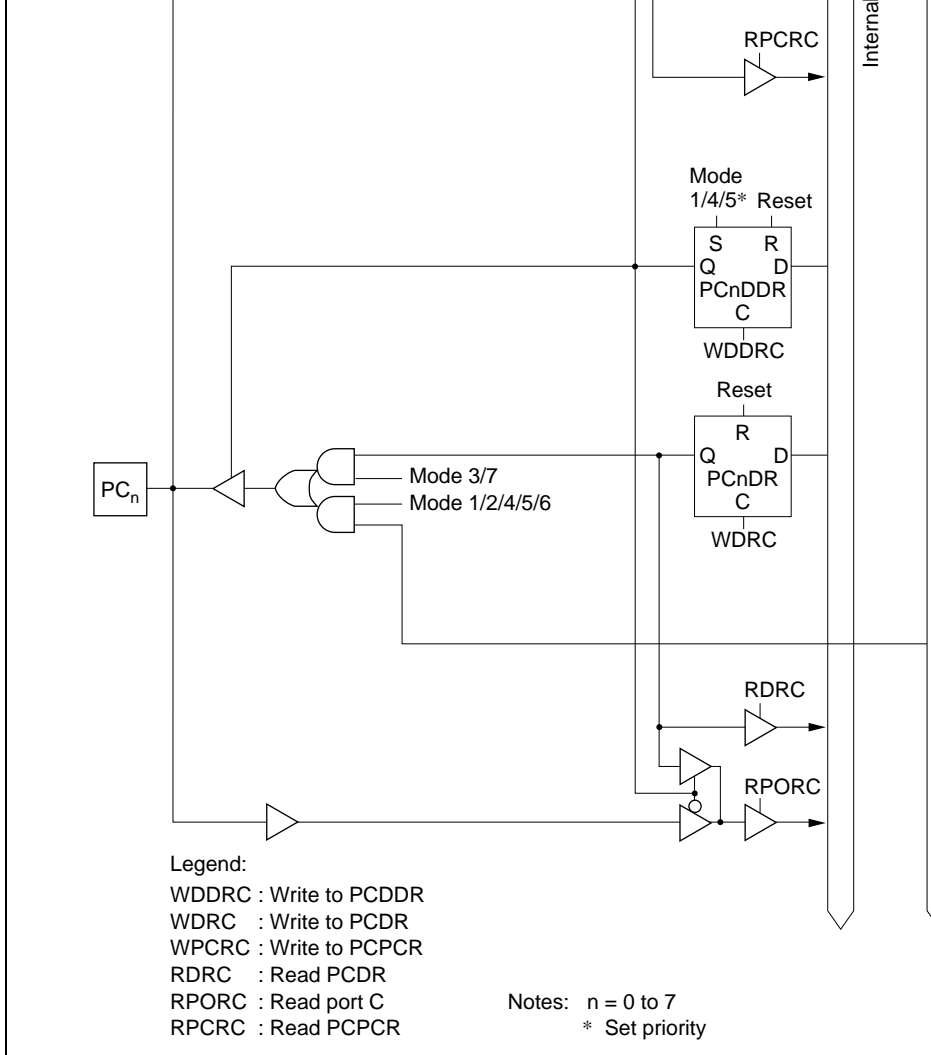 Internal
RPCRC
Mode
1/4/5* Reset
S R
Q D
PCnDDR
C
WDDRC
Reset
R
Q D
PCnDR
C
WDRC
Mode 3/7
Mode 1/2/4/5/6
PCn
RDRC
RPORC
Legend:
WDDRC : Write to PCDDR
WDRC : Write to PCDR
WPCRC : Write to PCPCR
RDRC : Read PCDR
RPORC : Read port C
RPCRC : Read PCPCR
Notes: n = 0 to 7
* Set priority